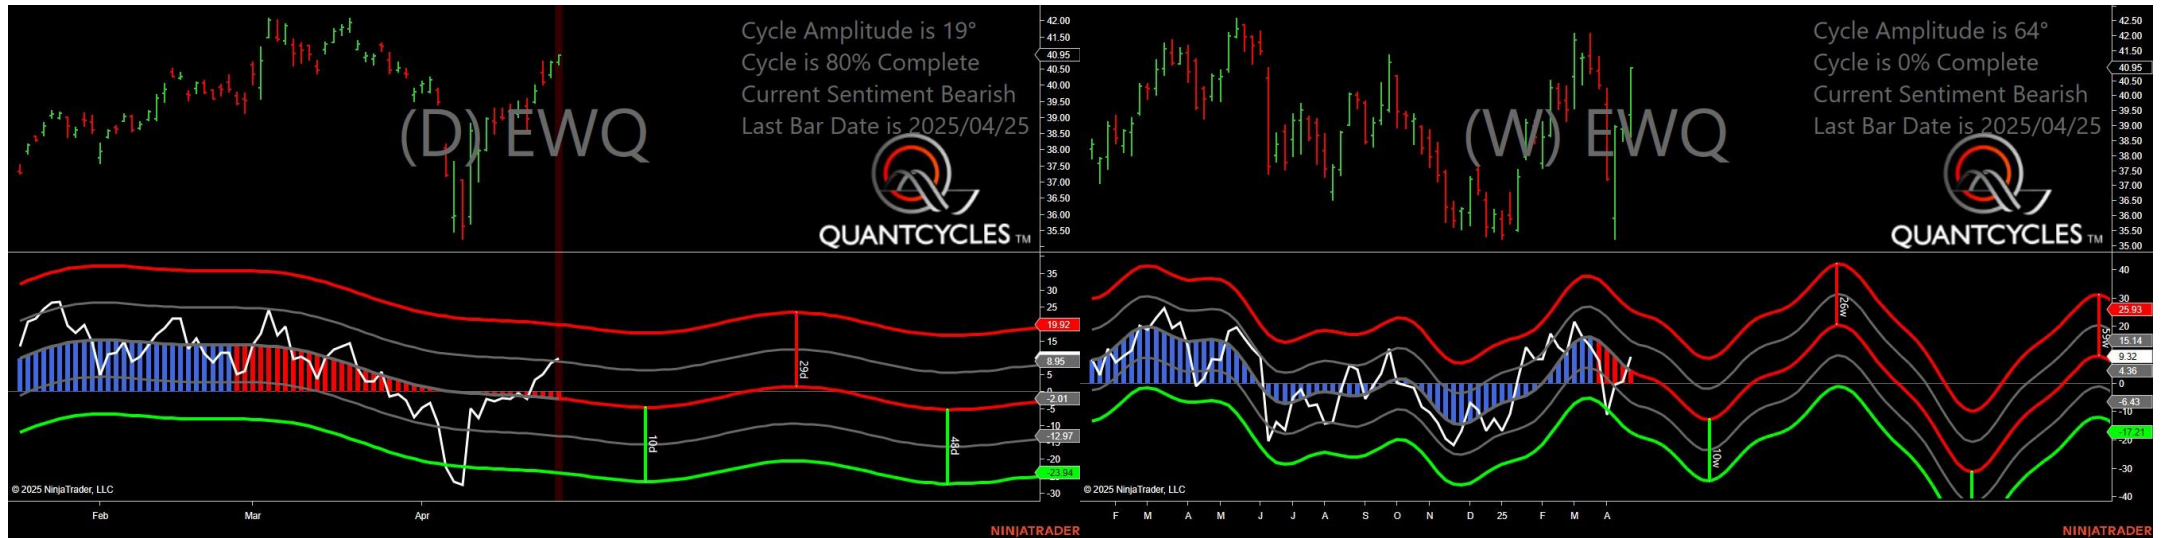 Cycle Amplitude is 19°
Cycle is 80% Complete
Current Sentiment Bearish
Last Bar Date is 2025/04/25
(D) EWQ
QUANTCYCLES TM
42.00
41.50
40.95
40.50
40.00
39.50
39.00
38.50
38.00
37.50
37.00
36.50
36.00
35.50
35
30
25
19.92
15
8.95
5
0
-2.01
-5
-12.97
-20
-23.94
-30
29d
10d
48d
© 2025 NinjaTrader, LLC
Feb Mar Apr
NINJATRADER
Cycle Amplitude is 64°
Cycle is 0% Complete
Current Sentiment Bearish
Last Bar Date is 2025/04/25
(W) EWQ
QUANTCYCLES TM
42.50
42.00
41.50
40.95
40.50
40.00
39.50
39.00
38.50
38.00
37.50
37.00
36.50
36.00
35.50
35.00
40
30
25.93
20
15.14
9.32
4.36
0
-6.43
-10
-17.21
-20
-30
-40
26w
59w
10w
© 2025 NinjaTrader, LLC
F M A M J J A S O N D 25 F M A
NINJATRADER